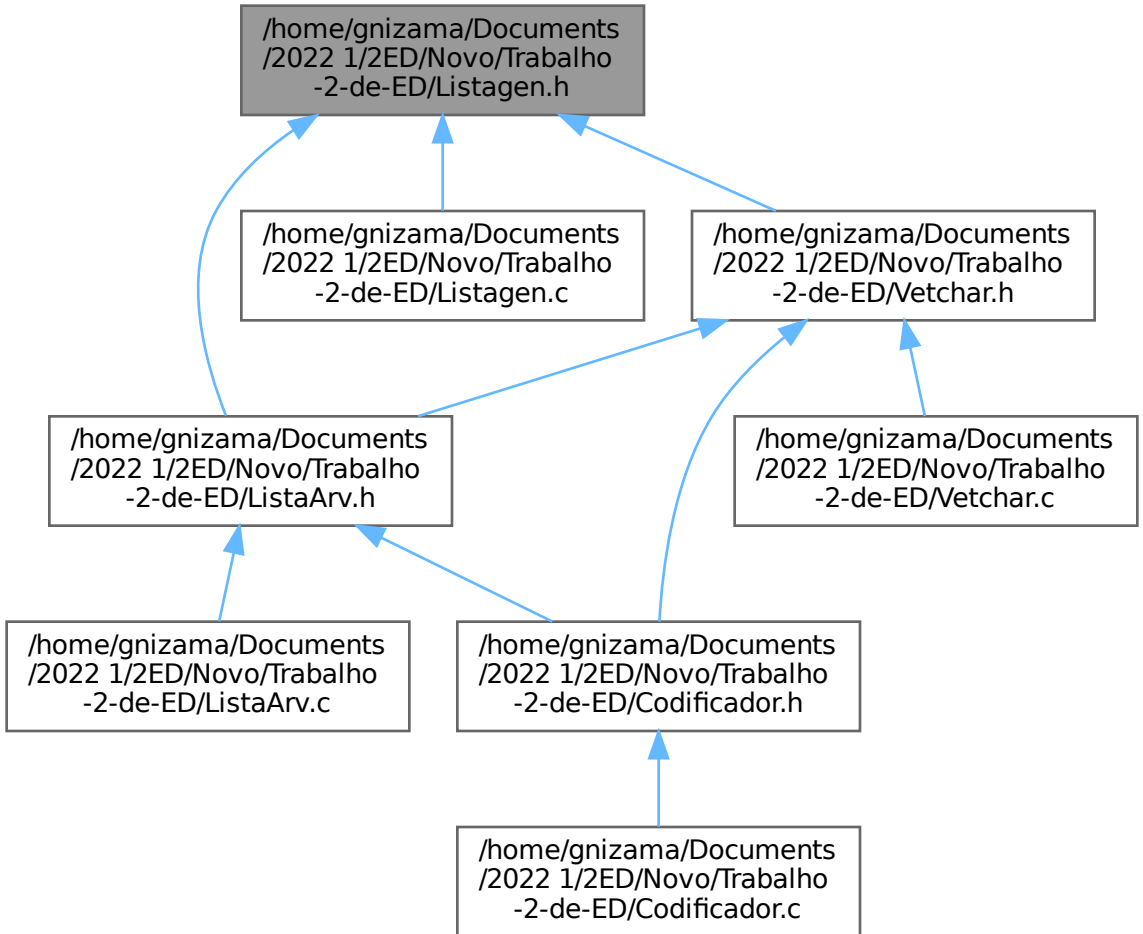 /home/gnizama/Documents
/2022 1/2ED/Novo/Trabalho
-2-de-ED/Listagen.h
/home/gnizama/Documents
/2022 1/2ED/Novo/Trabalho
-2-de-ED/Listagen.c
/home/gnizama/Documents
/2022 1/2ED/Novo/Trabalho
-2-de-ED/Vetchar.h
/home/gnizama/Documents
/2022 1/2ED/Novo/Trabalho
-2-de-ED/ListaArv.h
/home/gnizama/Documents
/2022 1/2ED/Novo/Trabalho
-2-de-ED/Vetchar.c
/home/gnizama/Documents
/2022 1/2ED/Novo/Trabalho
-2-de-ED/ListaArv.c
/home/gnizama/Documents
/2022 1/2ED/Novo/Trabalho
-2-de-ED/Codificador.h
/home/gnizama/Documents
/2022 1/2ED/Novo/Trabalho
-2-de-ED/Codificador.c